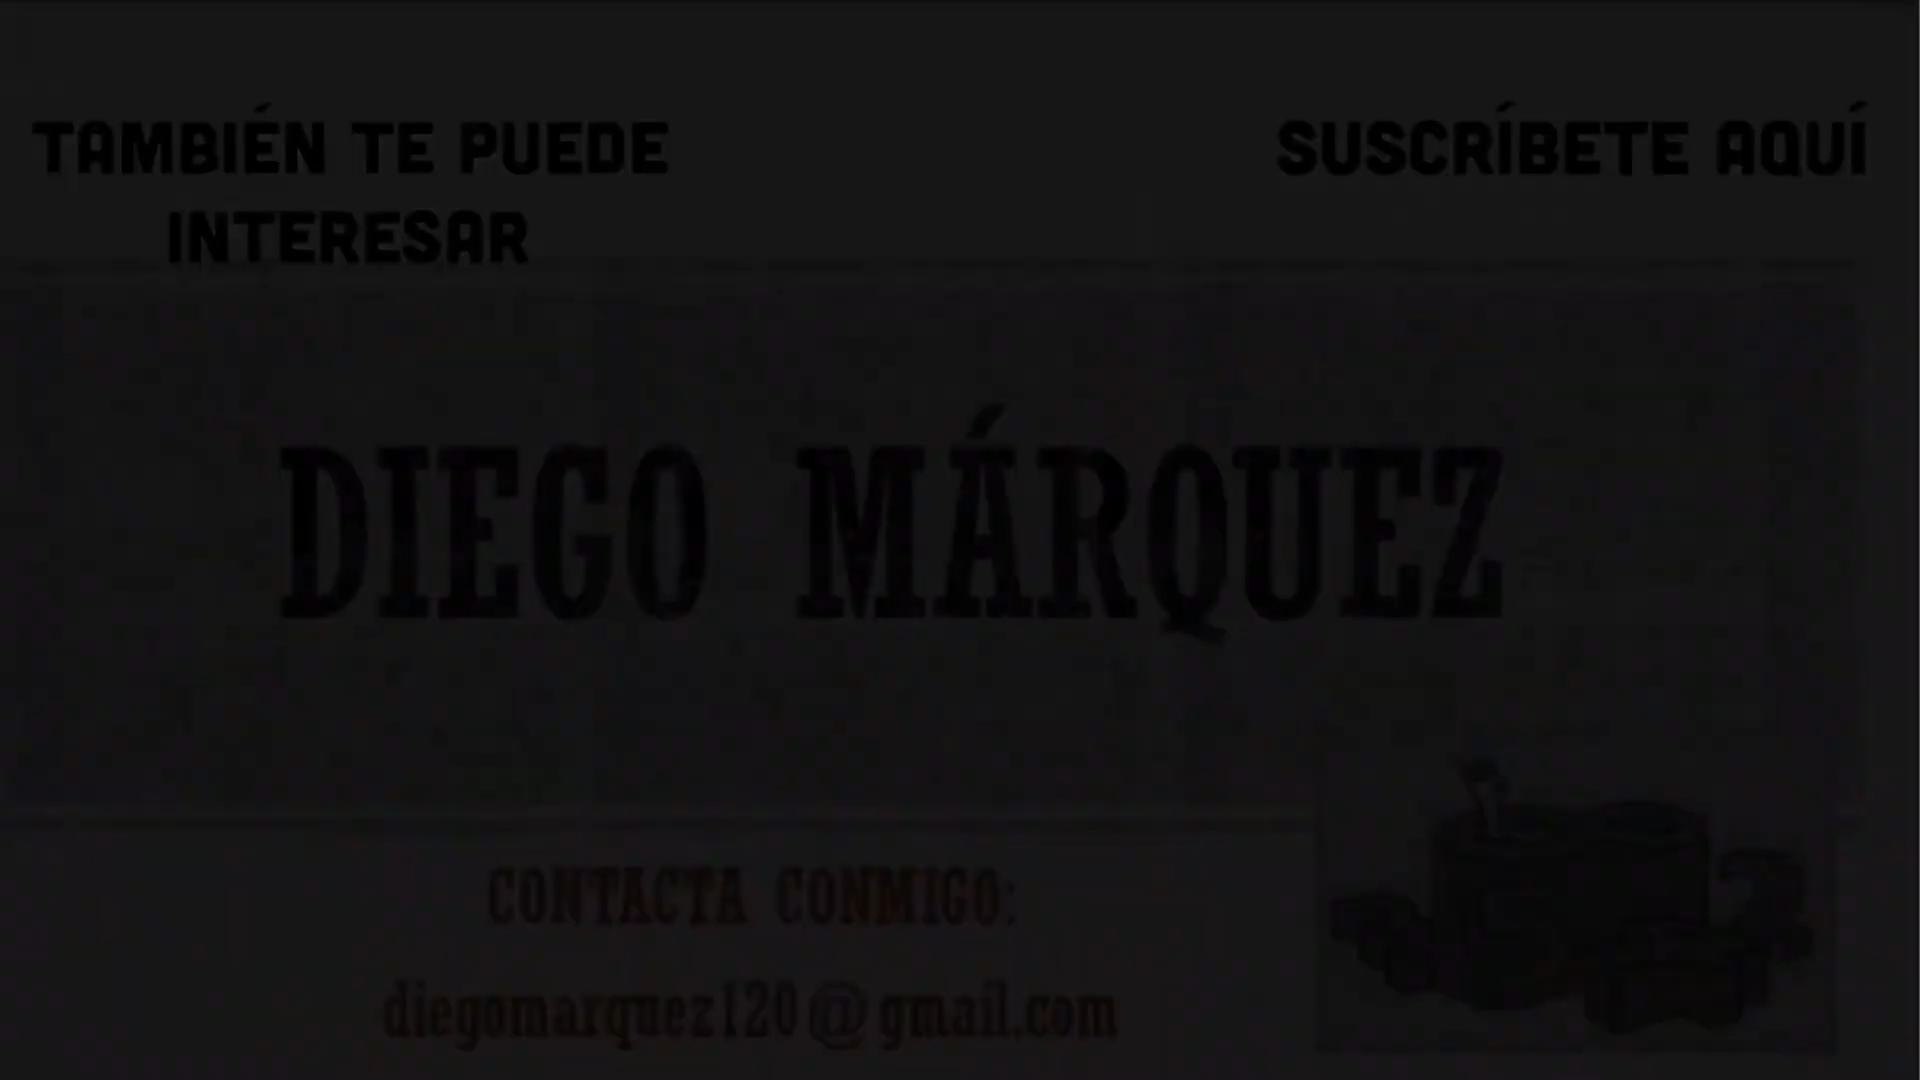 TAMBIÉN TE PUEDE
INTERESAR
SUSCRÍBETE AQUÍ
DIEGO MÁRQUEZ
CONTACTA CONMIGO:
diegomarquez120@gmail.com